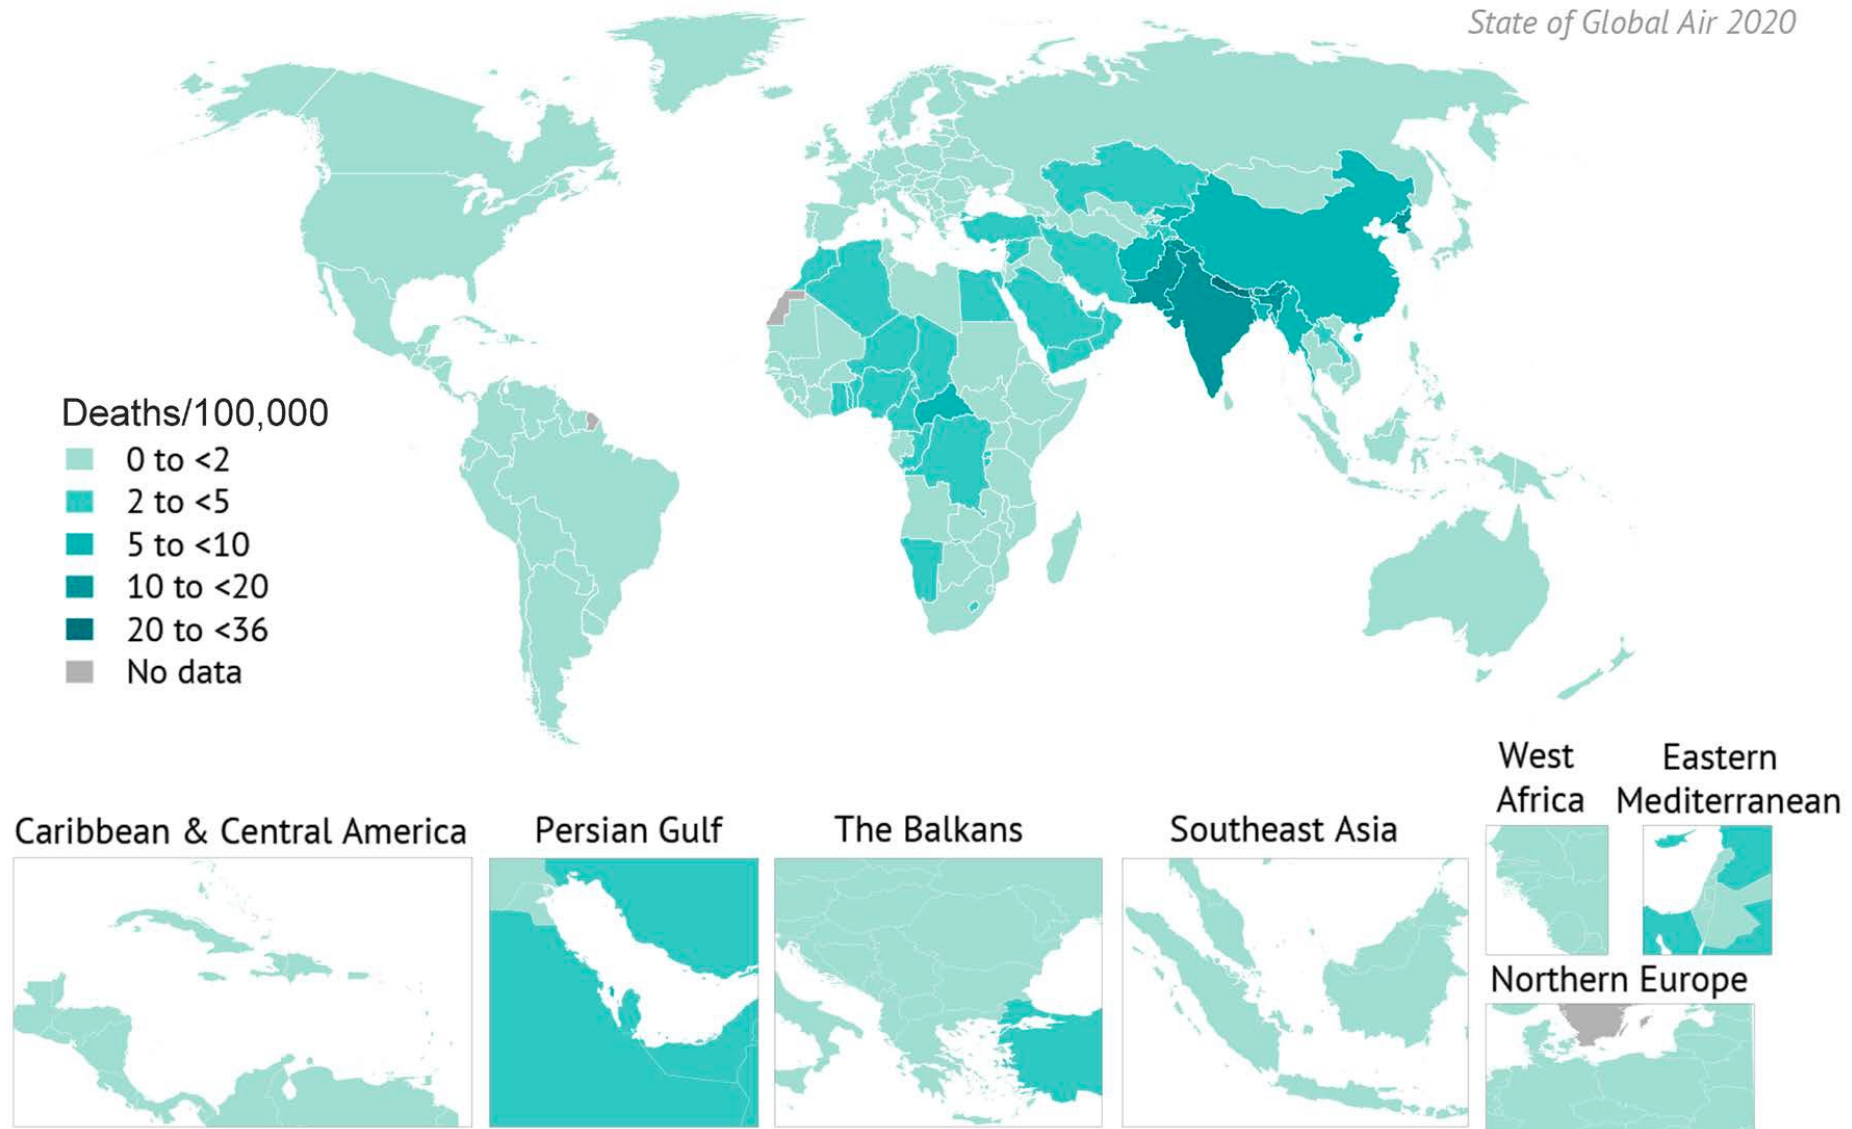 State of Global Air 2020
Deaths/100,000
0 to <2
2 to <5
5 to <10
10 to <20
20 to <36
No data
West
Africa
Eastern
Mediterranean
Caribbean & Central America
Persian Gulf
The Balkans
Southeast Asia
Northern Europe